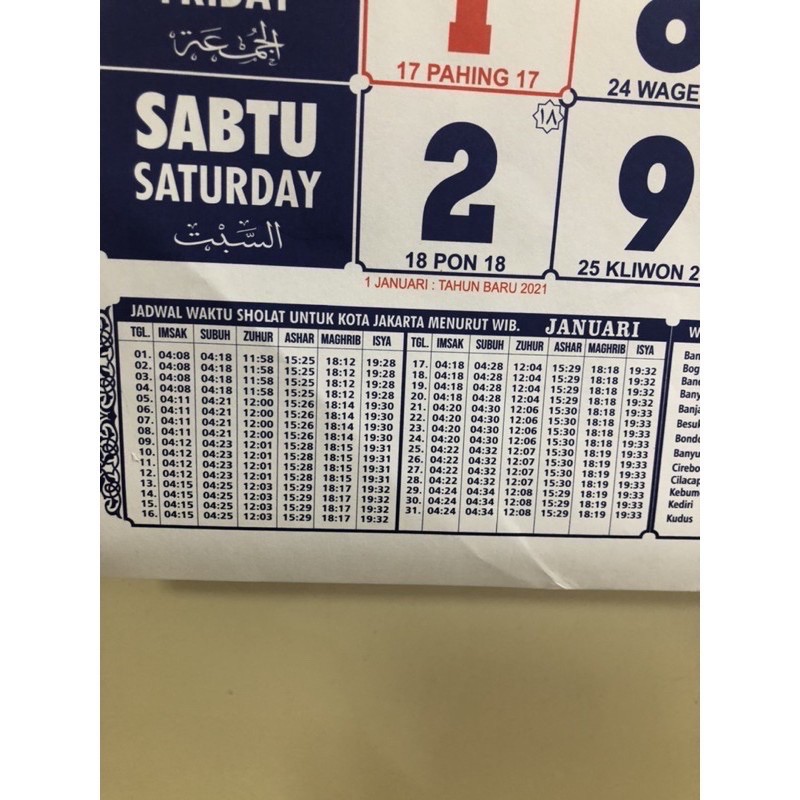 FRIDAY
الجمعة
1
17 PAHING 17
24 WAGE
SABTU
SATURDAY
السبت
2
١٨
18 PON 18
9
25 KLIWON 2
1 JANUARI : TAHUN BARU 2021
JADWAL WAKTU SHOLAT UNTUK KOTA JAKARTA MENURUT WIB. JANUARI
TGL. IMSAK SUBUH ZUHUR ASHAR MAGHRIB ISYA
01. 04:08 04:18 11:58 15:25 18:12 19:28
02. 04:08 04:18 11:58 15:25 18:12 19:28
03. 04:08 04:18 11:58 15:25 18:12 19:28
04. 04:08 04:18 11:58 15:25 18:12 19:28
05. 04:11 04:21 12:00 15:26 18:14 19:30
06. 04:11 04:21 12:00 15:26 18:14 19:30
07. 04:11 04:21 12:00 15:26 18:14 19:30
08. 04:11 04:21 12:00 15:26 18:14 19:30
09. 04:12 04:23 12:01 15:28 18:15 19:31
10. 04:12 04:23 12:01 15:28 18:15 19:31
11. 04:12 04:23 12:01 15:28 18:15 19:31
12. 04:12 04:23 12:01 15:28 18:15 19:31
13. 04:15 04:25 12:03 15:29 18:17 19:32
14. 04:15 04:25 12:03 15:29 18:17 19:32
15. 04:15 04:25 12:03 15:29 18:17 19:32
16. 04:15 04:25 12:03 15:29 18:17 19:32
TGL. IMSAK SUBUH ZUHUR ASHAR MAGHRIB ISYA
17. 04:18 04:28 12:04 15:29 18:18 19:32
18. 04:18 04:28 12:04 15:29 18:18 19:32
19. 04:18 04:28 12:04 15:29 18:18 19:32
20. 04:18 04:28 12:04 15:29 18:18 19:32
21. 04:20 04:30 12:06 15:30 18:18 19:33
22. 04:20 04:30 12:06 15:30 18:18 19:33
23. 04:20 04:30 12:06 15:30 18:18 19:33
24. 04:20 04:30 12:06 15:30 18:18 19:33
25. 04:22 04:32 12:07 15:30 18:19 19:33
26. 04:22 04:32 12:07 15:30 18:19 19:33
27. 04:22 04:32 12:07 15:30 18:19 19:33
28. 04:22 04:32 12:07 15:30 18:19 19:33
29. 04:24 04:34 12:08 15:29 18:19 19:33
30. 04:24 04:34 12:08 15:29 18:19 19:33
31. 04:24 04:34 12:08 15:29 18:19 19:33
W
Ban
Bog
Band
Bany
Banja
Besuk
Bondo
Banyu
Cirebo
Cilacap
Kebum
Kediri
Kudus